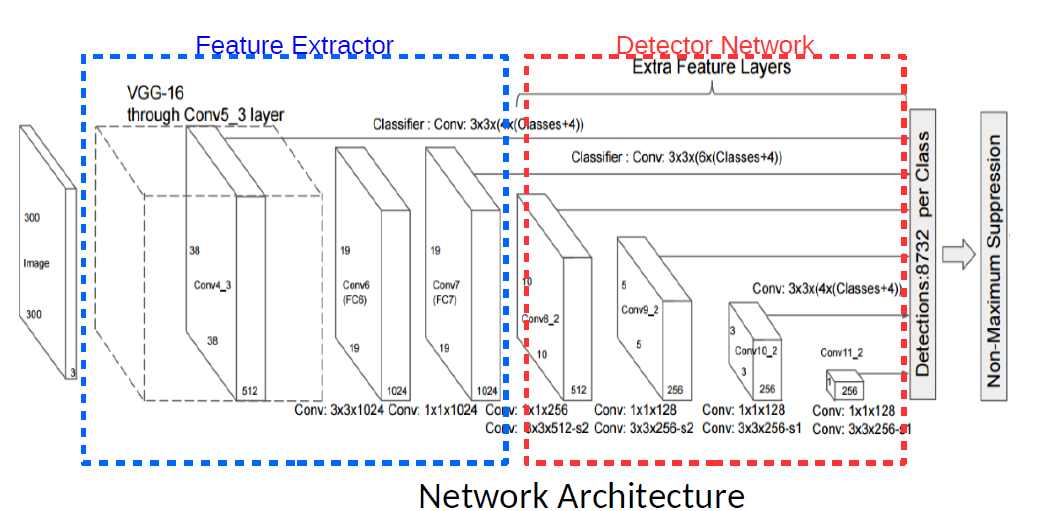 Feature Extractor
Detector Network
Extra Feature Layers
VGG-16
through Conv5_3 layer
Classifier : Conv: 3x3x(4x(Classes+4))
Classifier : Conv: 3x3x(6x(Classes+4))
300
Image
300
3
38
Conv4_3
38
512
19
Conv6
(FC6)
19
1024
19
Conv7
(FC7)
19
1024
10
Conv8_2
10
512
5
Conv9_2
5
256
Conv: 3x3x(4x(Classes+4))
3
Conv10_2
3
256
Conv11_2
1
256
Conv: 3x3x1024
Conv: 1x1x1024
Conv: 1x1x256
Conv: 3x3x512-s2
Conv: 1x1x128
Conv: 3x3x256-s2
Conv: 1x1x128
Conv: 3x3x256-s1
Conv: 1x1x128
Conv: 3x3x256-s1
Detections:8732 per Class
Non-Maximum Suppression
Network Architecture